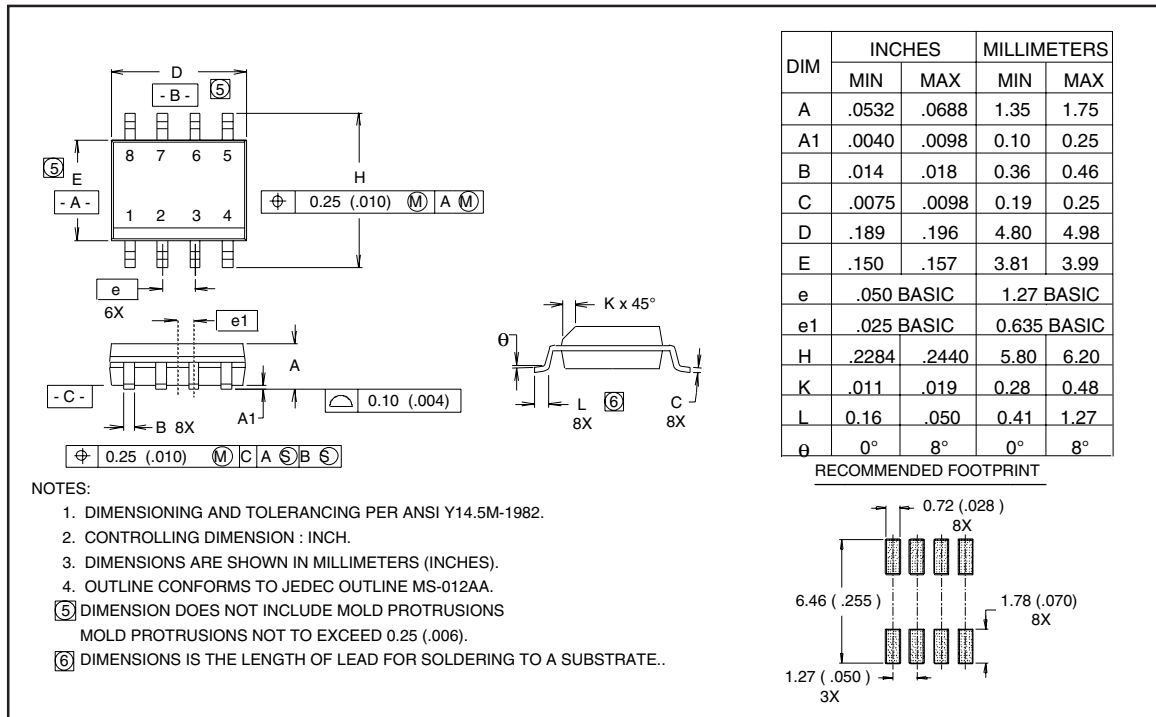 D
- B -
5
8 7 6 5
5
E
H
- A -
⌖ 0.25 (.010) Ⓜ A Ⓜ
1 2 3 4
e
6X
e1
K x 45°
θ
A
- C -
0.10 (.004)
A1
B 8X
L
8X
6
C
8X
⌖ 0.25 (.010) Ⓜ C A Ⓢ B Ⓢ
DIM INCHES MILLIMETERS
MIN MAX MIN MAX
A .0532 .0688 1.35 1.75
A1 .0040 .0098 0.10 0.25
B .014 .018 0.36 0.46
C .0075 .0098 0.19 0.25
D .189 .196 4.80 4.98
E .150 .157 3.81 3.99
e .050 BASIC 1.27 BASIC
e1 .025 BASIC 0.635 BASIC
H .2284 .2440 5.80 6.20
K .011 .019 0.28 0.48
L 0.16 .050 0.41 1.27
θ 0° 8° 0° 8°
NOTES:
1. DIMENSIONING AND TOLERANCING PER ANSI Y14.5M-1982.
2. CONTROLLING DIMENSION : INCH.
3. DIMENSIONS ARE SHOWN IN MILLIMETERS (INCHES).
4. OUTLINE CONFORMS TO JEDEC OUTLINE MS-012AA.
5 DIMENSION DOES NOT INCLUDE MOLD PROTRUSIONS
MOLD PROTRUSIONS NOT TO EXCEED 0.25 (.006).
6 DIMENSIONS IS THE LENGTH OF LEAD FOR SOLDERING TO A SUBSTRATE..
RECOMMENDED FOOTPRINT
0.72 (.028 )
8X
6.46 ( .255 )
1.78 (.070)
8X
1.27 ( .050 )
3X